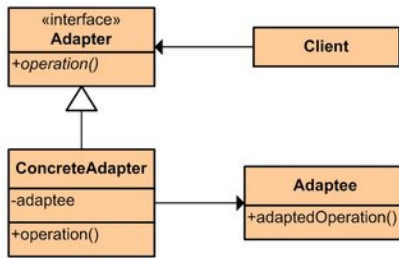 «interface»
Adapter
+operation()
Client
ConcreteAdapter
-adaptee
+operation()
Adaptee
+adaptedOperation()